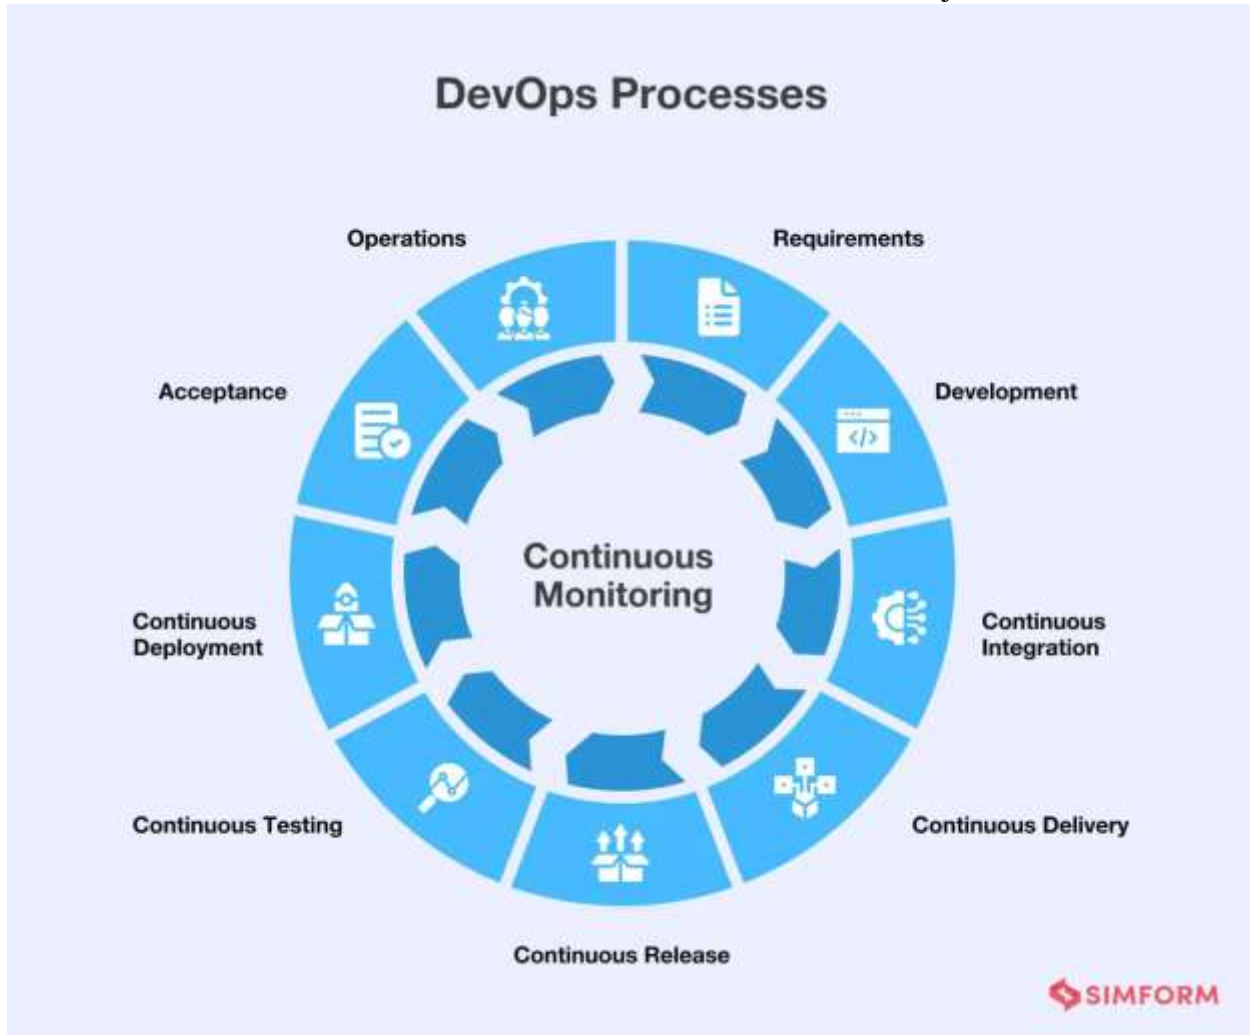 DevOps Processes
Operations
Requirements
Acceptance
Development
Continuous
Monitoring
Continuous
Deployment
Continuous
Integration
Continuous Testing
Continuous Delivery
Continuous Release
SIMFORM